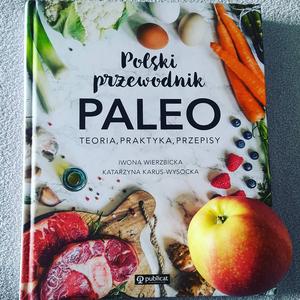 Polski
przewodnik
PALEO
TEORIA, PRAKTYKA, PRZEPISY
IWONA WIERZBICKA
KATARZYNA KARUS-WYSOCKA
publicat